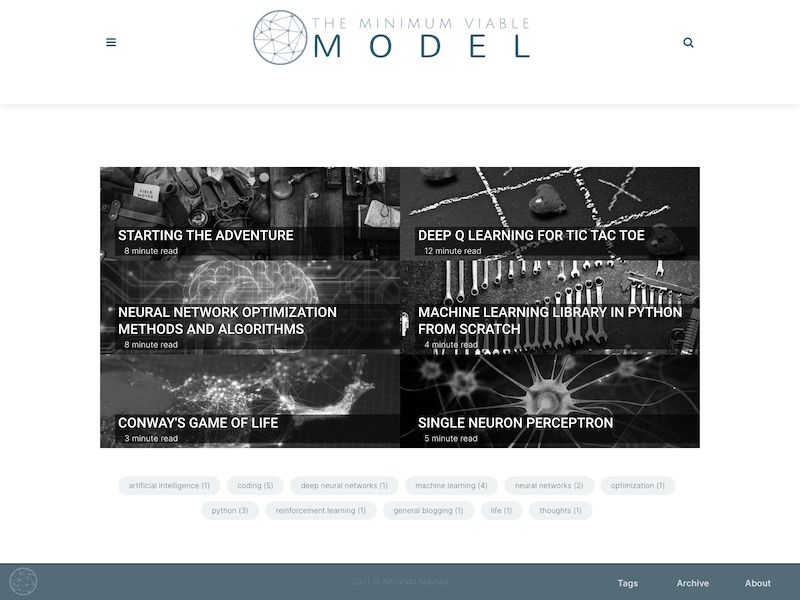 THE MINIMUM VIABLE
MODEL
FIELD NOTES
STARTING THE ADVENTURE
8 minute read
DEEP Q LEARNING FOR TIC TAC TOE
12 minute read
NEURAL NETWORK OPTIMIZATION
METHODS AND ALGORITHMS
8 minute read
MACHINE LEARNING LIBRARY IN PYTHON
FROM SCRATCH
4 minute read
CONWAY'S GAME OF LIFE
3 minute read
SINGLE NEURON PERCEPTRON
5 minute read
artificial intelligence (1) coding (5) deep neural networks (1) machine learning (4) neural networks (2) optimization (1)
python (3) reinforcement learning (1) general blogging (1) life (1) thoughts (1)
2021 © Armando Maynez
Tags Archive About